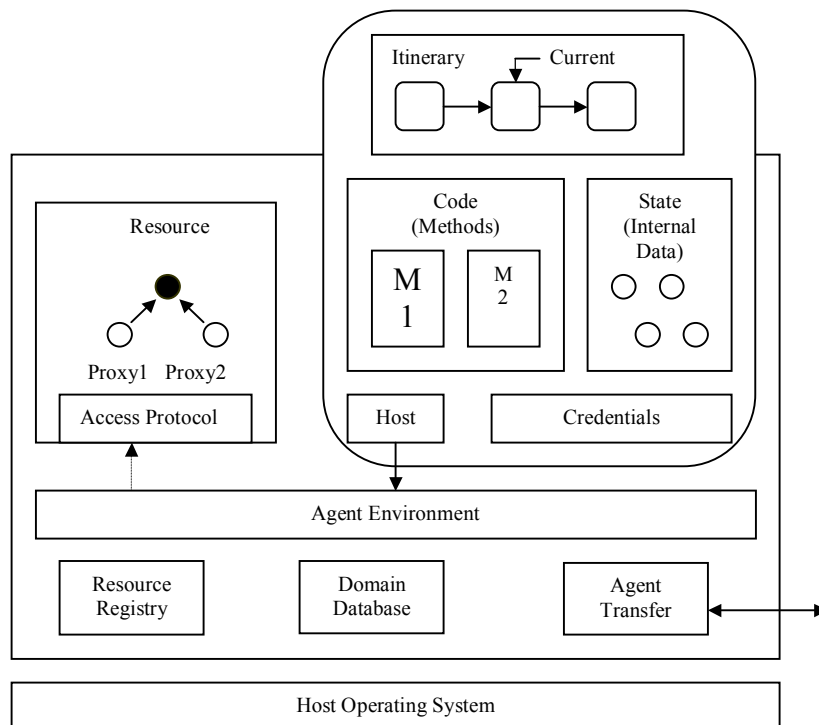 Itinerary
Current
Resource
Proxy1
Proxy2
Access Protocol
Code
(Methods)
M
1
M
2
State
(Internal
Data)
Host
Credentials
Agent Environment
Resource
Registry
Domain
Database
Agent
Transfer
Host Operating System